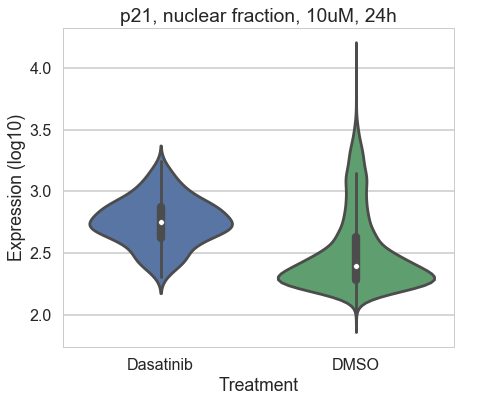 p21, nuclear fraction, 10uM, 24h
Expression (log10)
4.0
3.5
3.0
2.5
2.0
Dasatinib
DMSO
Treatment